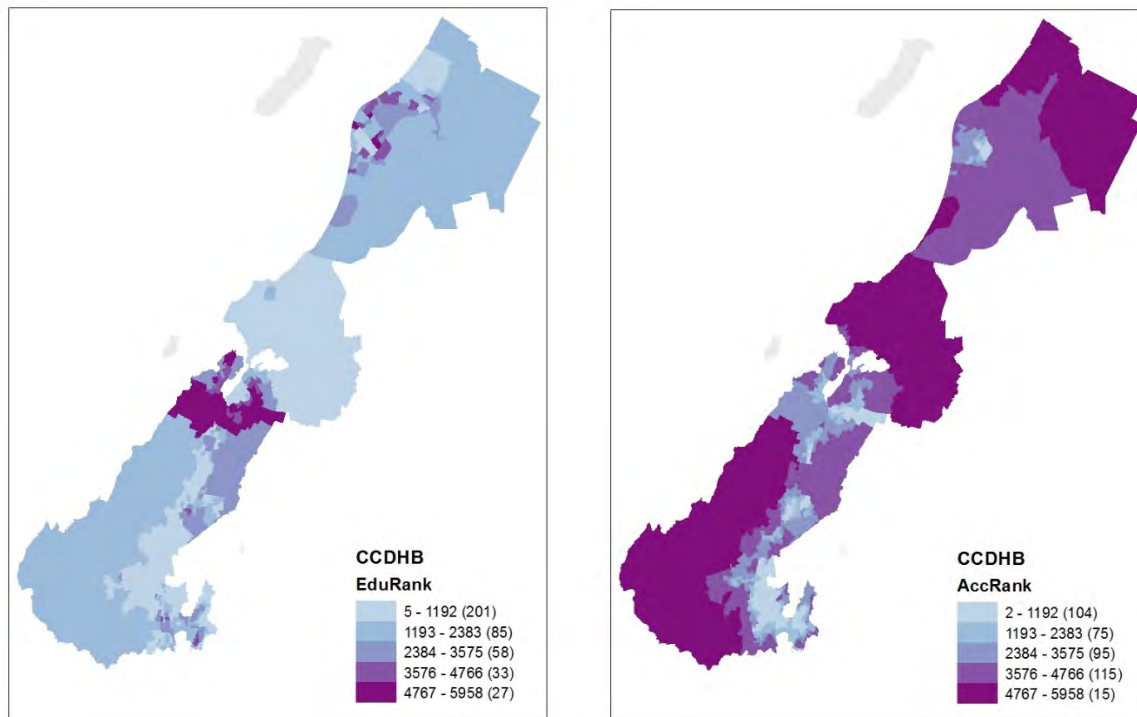 CCDHB
EduRank
5 - 1192 (201)
1193 - 2383 (85)
2384 - 3575 (58)
3576 - 4766 (33)
4767 - 5958 (27)
CCDHB
AccRank
2 - 1192 (104)
1193 - 2383 (75)
2384 - 3575 (95)
3576 - 4766 (115)
4767 - 5958 (15)